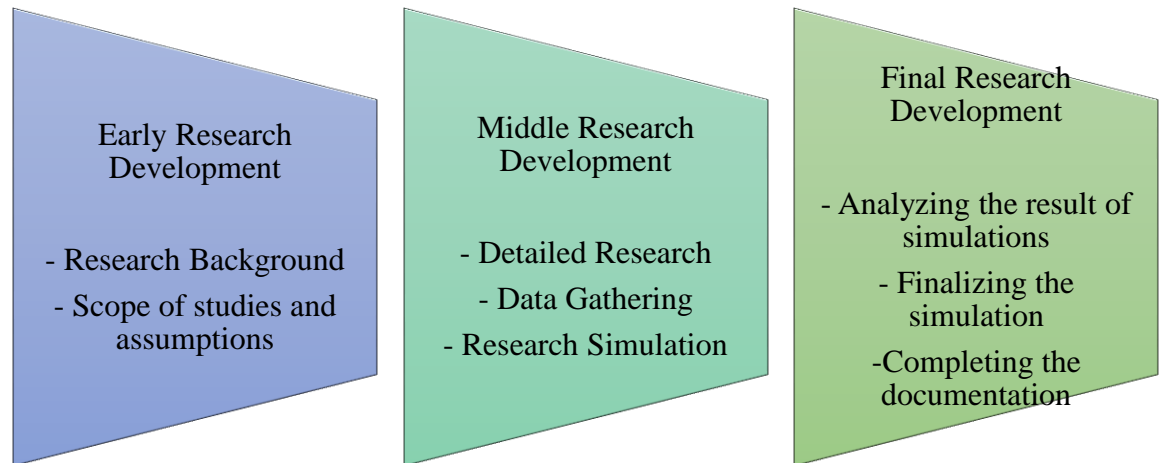 Early Research
Development
- Research Background
- Scope of studies and
assumptions
Middle Research
Development
- Detailed Research
- Data Gathering
- Research Simulation
Final Research
Development
- Analyzing the result of
simulations
- Finalizing the
simulation
-Completing the
documentation